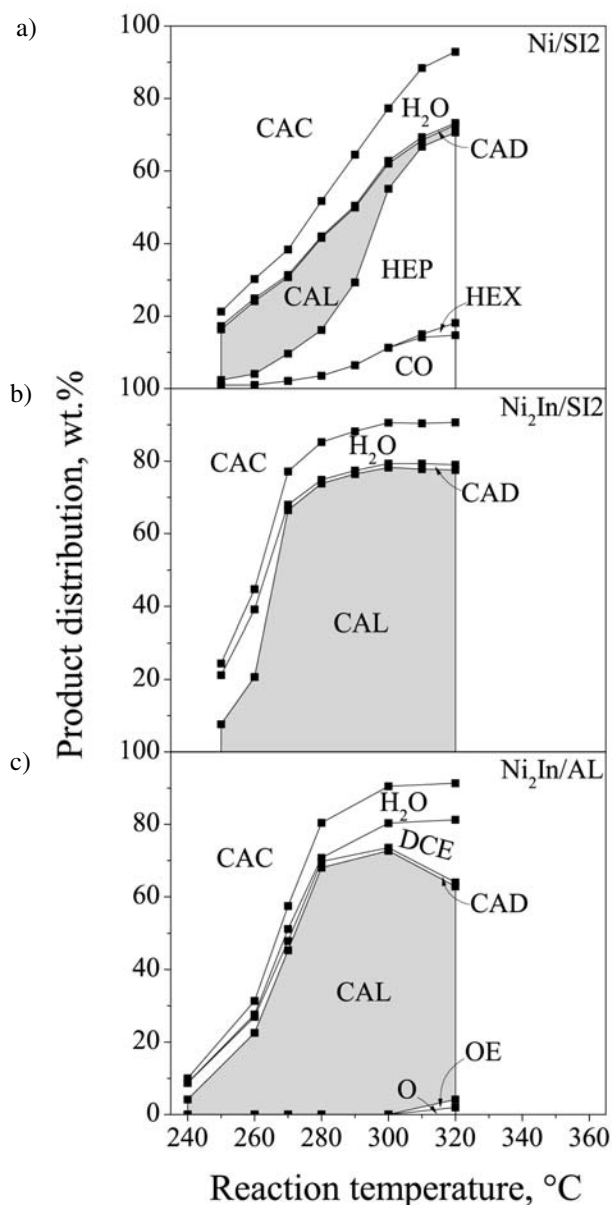 a)
100
Ni/SI2
80
H₂O
CAC
CAD
60
40
HEP
CAL
HEX
20
CO
b)
100
Ni₂In/SI2
80
H₂O
CAC
CAD
60
CAL
40
20
c)
100
Ni₂In/AL
H₂O
80
DCE
CAC
60
CAD
40
CAL
OE
20
O
0
240 260 280 300 320 340 360
Reaction temperature, °C
Product distribution, wt.%